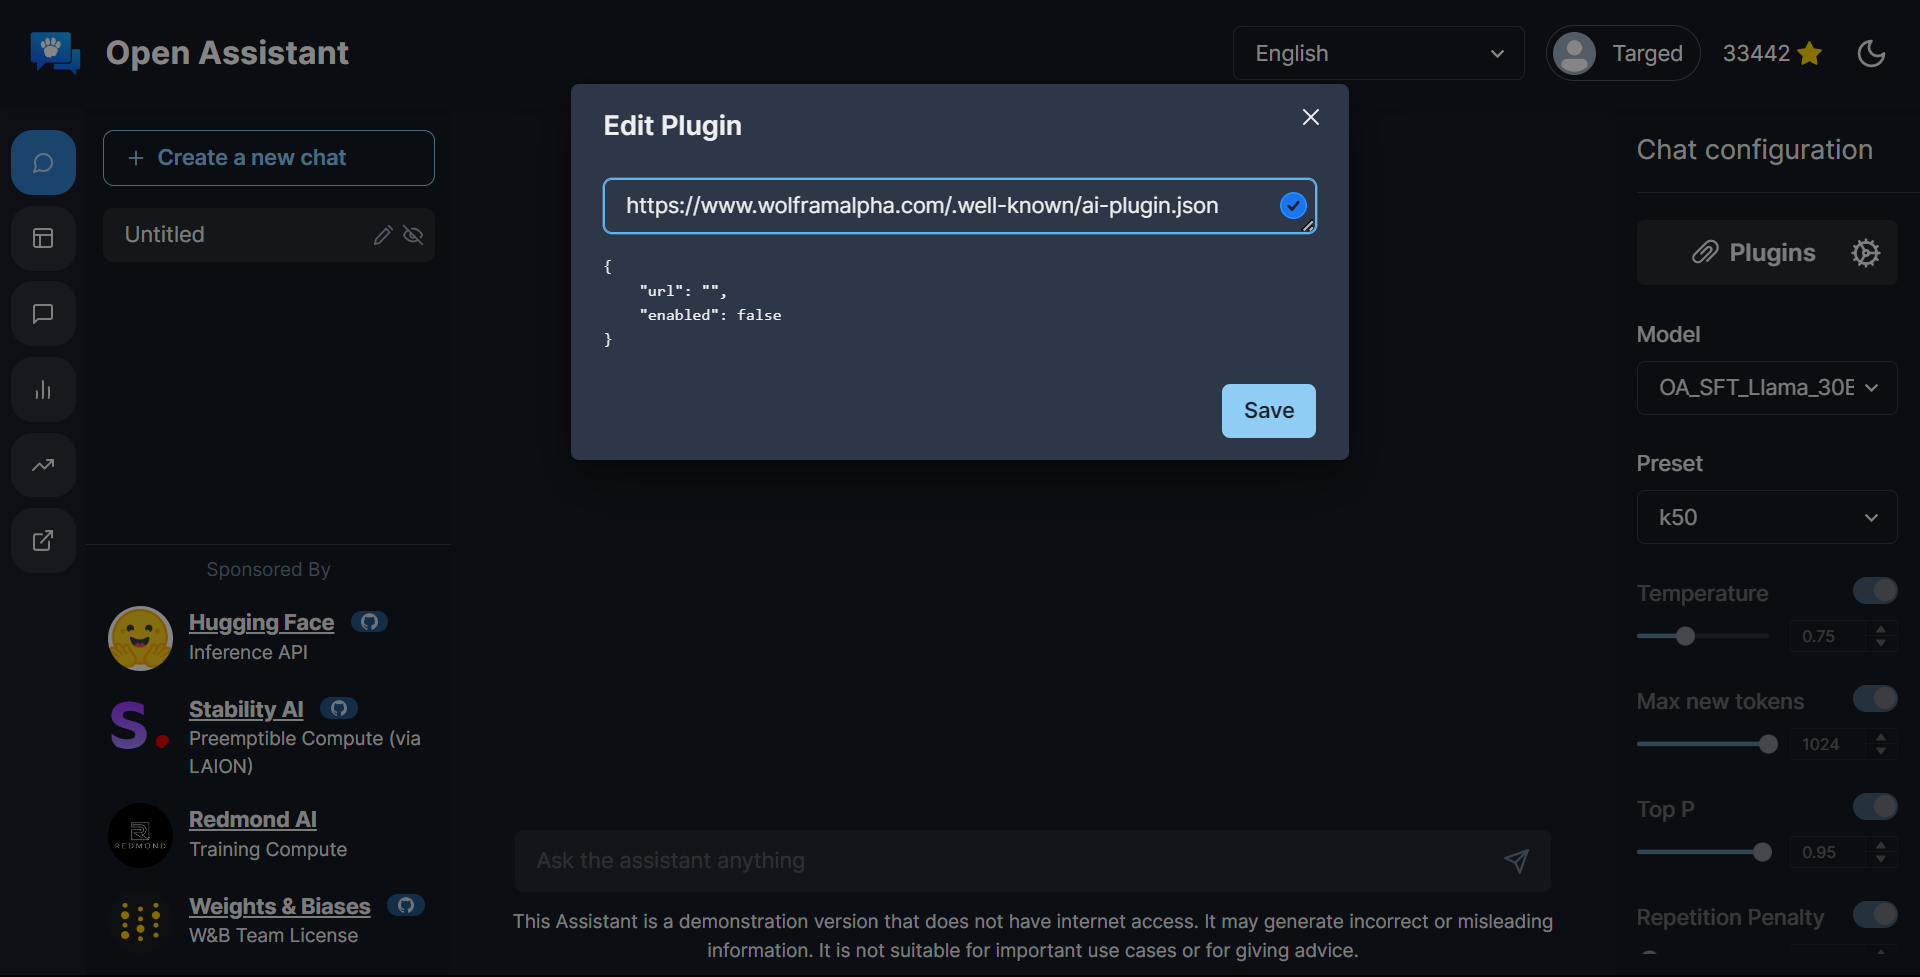 Open Assistant
English
Targed
33442
Edit Plugin
https://www.wolframalpha.com/.well-known/ai-plugin.json
{
"url": "",
"enabled": false
}
Save
Create a new chat
Untitled
Sponsored By
Hugging Face
Inference API
Stability AI
Preemptible Compute (via
LAION)
REDMOND
Redmond AI
Training Compute
Weights & Biases
W&B Team License
Ask the assistant anything
This Assistant is a demonstration version that does not have internet access. It may generate incorrect or misleading
information. It is not suitable for important use cases or for giving advice.
Chat configuration
Plugins
Model
OA_SFT_Llama_30B
Preset
k50
Temperature
0.75
Max new tokens
1024
Top P
0.95
Repetition Penalty